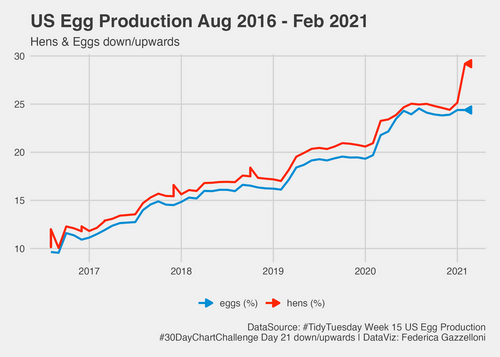 US Egg Production Aug 2016 - Feb 2021
Hens & Eggs down/upwards
30
25
20
15
10
2017 2018 2019 2020 2021
eggs (%) hens (%)
DataSource: #TidyTuesday Week 15 US Egg Production
#30DayChartChallenge Day 21 down/upwards I DataViz: Federica Gazzelloni